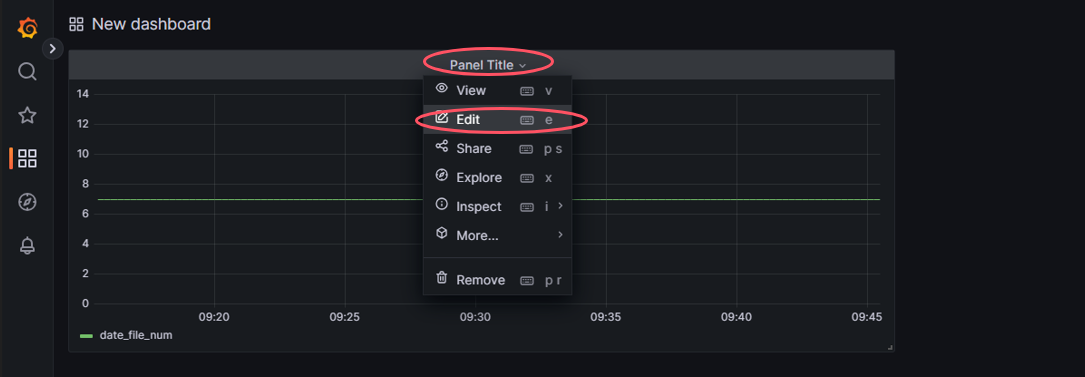 New dashboard
Panel Title
View v
Edit e
Share p s
Explore x
Inspect i
More...
Remove p r
14
12
10
8
6
4
2
0
09:20 09:25 09:30 09:35 09:40 09:45
date_file_num